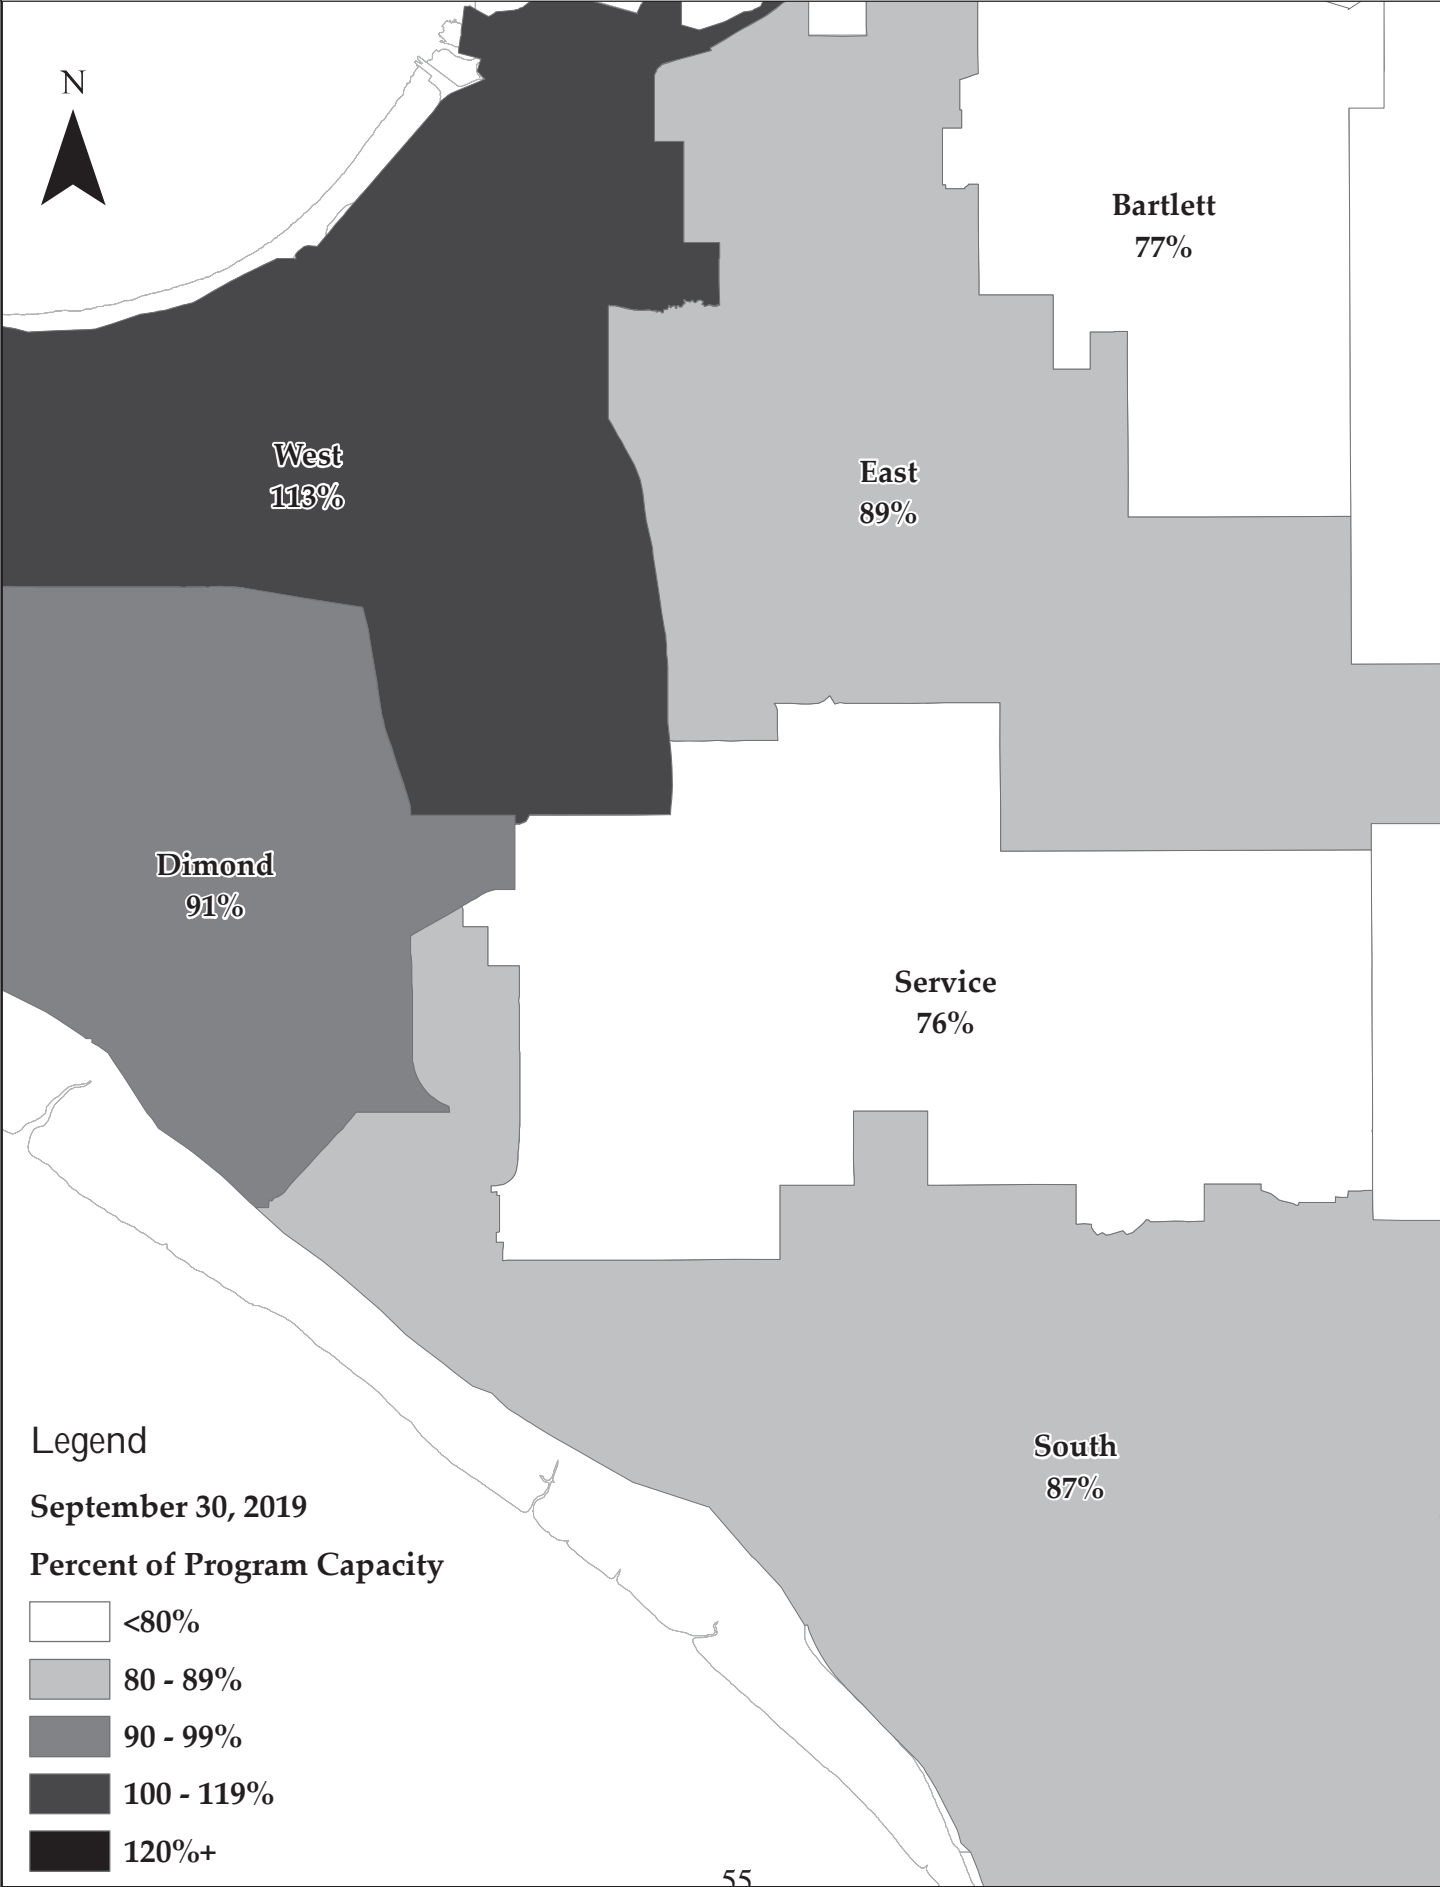 N
Bartlett
77%
West
113%
East
89%
Dimond
91%
Service
76%
South
87%
Legend
September 30, 2019
Percent of Program Capacity
<80%
80 - 89%
90 - 99%
100 - 119%
120%+
55